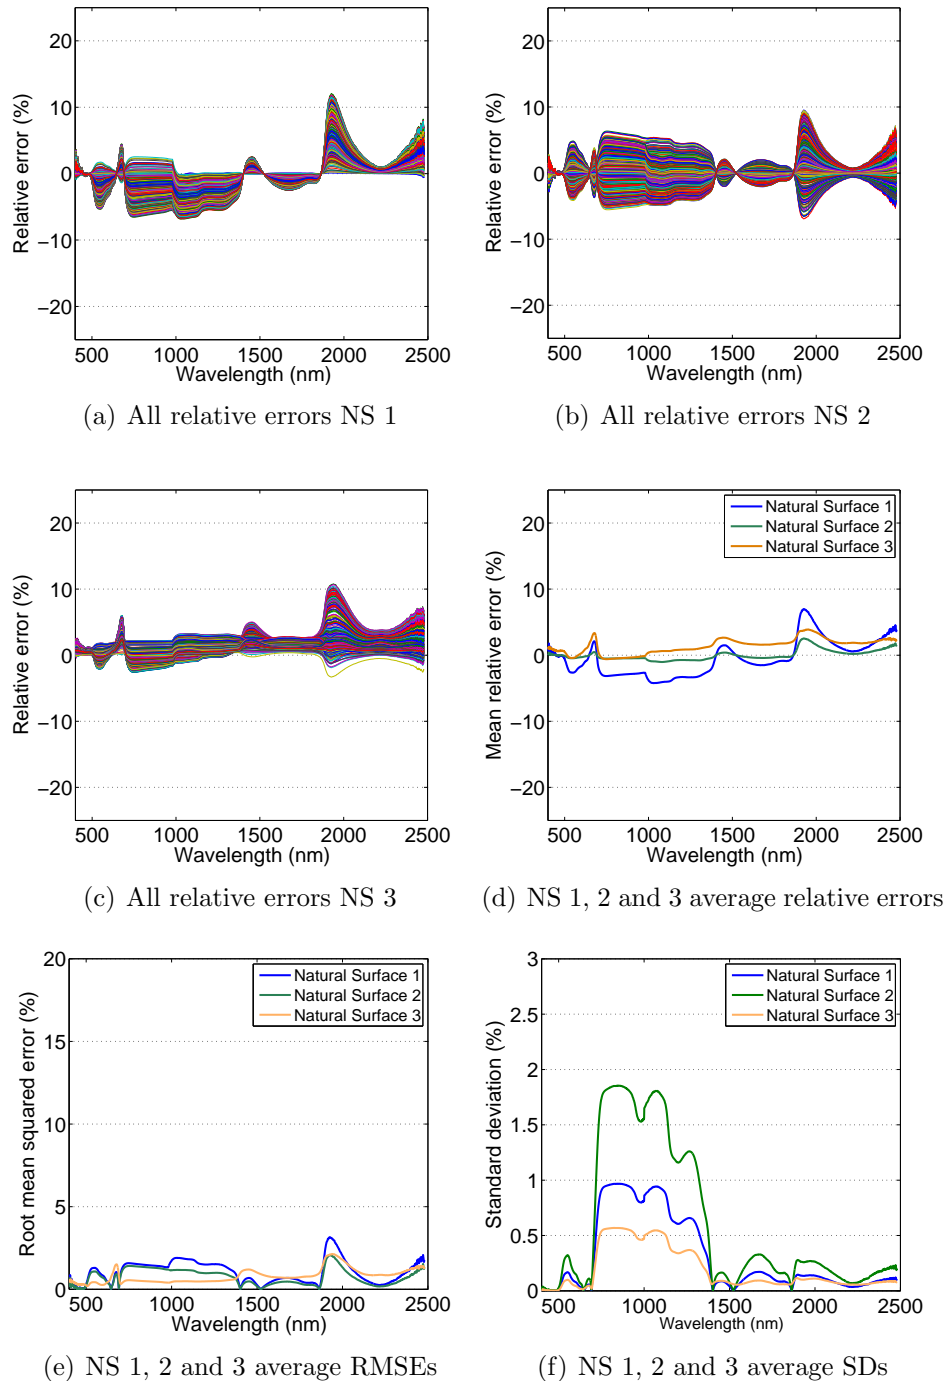 20
10
0
−10
−20
Relative error (%)
500 1000 1500 2000 2500
Wavelength (nm)
(a) All relative errors NS 1
20
10
0
−10
−20
Relative error (%)
500 1000 1500 2000 2500
Wavelength (nm)
(b) All relative errors NS 2
20
10
0
−10
−20
Relative error (%)
500 1000 1500 2000 2500
Wavelength (nm)
(c) All relative errors NS 3
20
10
0
−10
−20
Mean relative error (%)
Natural Surface 1
Natural Surface 2
Natural Surface 3
500 1000 1500 2000 2500
Wavelength (nm)
(d) NS 1, 2 and 3 average relative errors
20
15
10
5
0
Root mean squared error (%)
Natural Surface 1
Natural Surface 2
Natural Surface 3
500 1000 1500 2000 2500
Wavelength (nm)
(e) NS 1, 2 and 3 average RMSEs
3
2.5
2
1.5
1
0.5
0
Standard deviation (%)
Natural Surface 1
Natural Surface 2
Natural Surface 3
500 1000 1500 2000 2500
Wavelength (nm)
(f) NS 1, 2 and 3 average SDs